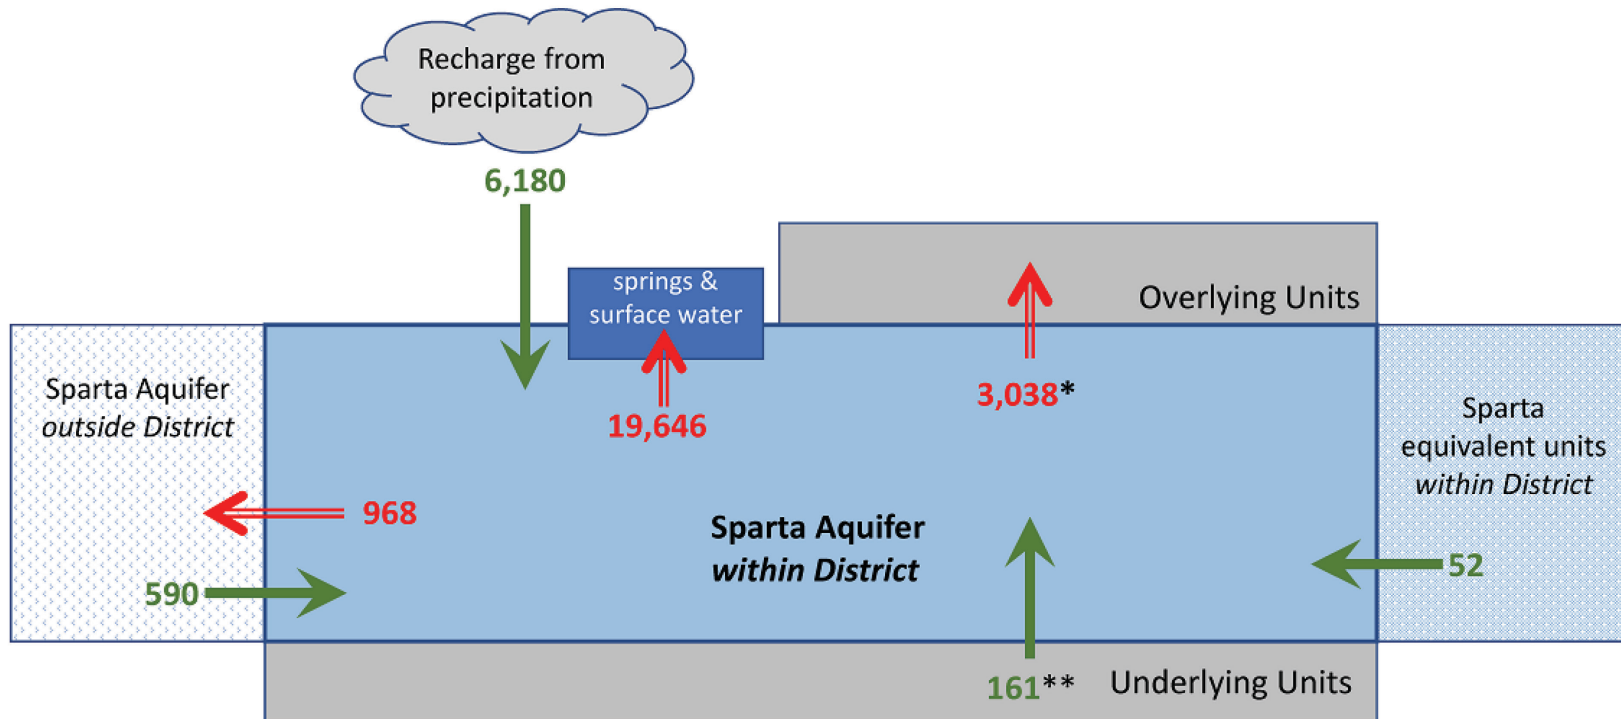 Recharge from
precipitation
6,180
springs &
surface water
Overlying Units
Sparta Aquifer
outside District
19,646
3,038*
Sparta
equivalent units
within District
968
Sparta Aquifer
within District
590
52
161**
Underlying Units